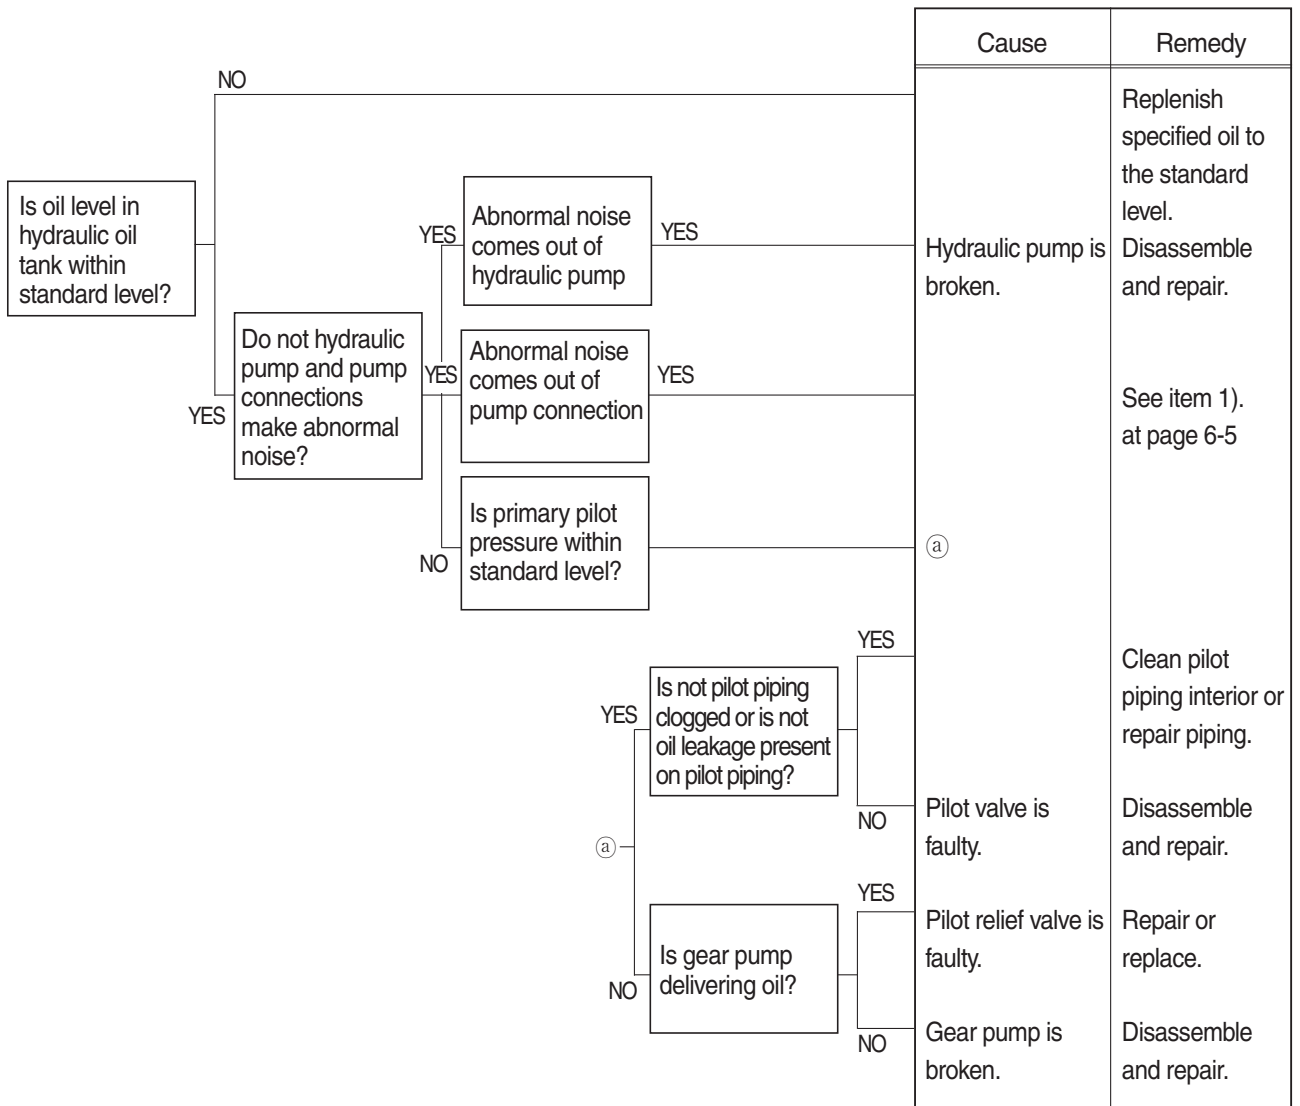 Cause
Remedy
NO
Replenish
specified oil to
the standard
level.
Is oil level in
hydraulic oil
tank within
standard level?
YES
Abnormal noise
comes out of
hydraulic pump
YES
Hydraulic pump is
broken.
Disassemble
and repair.
YES
Do not hydraulic
pump and pump
connections
make abnormal
noise?
YES
Abnormal noise
comes out of
pump connection
YES
See item 1).
at page 6-5
NO
Is primary pilot
pressure within
standard level?
ⓐ
ⓐ
YES
Is not pilot piping
clogged or is not
oil leakage present
on pilot piping?
YES
Clean pilot
piping interior or
repair piping.
NO
Pilot valve is
faulty.
Disassemble
and repair.
NO
Is gear pump
delivering oil?
YES
Pilot relief valve is
faulty.
Repair or
replace.
NO
Gear pump is
broken.
Disassemble
and repair.